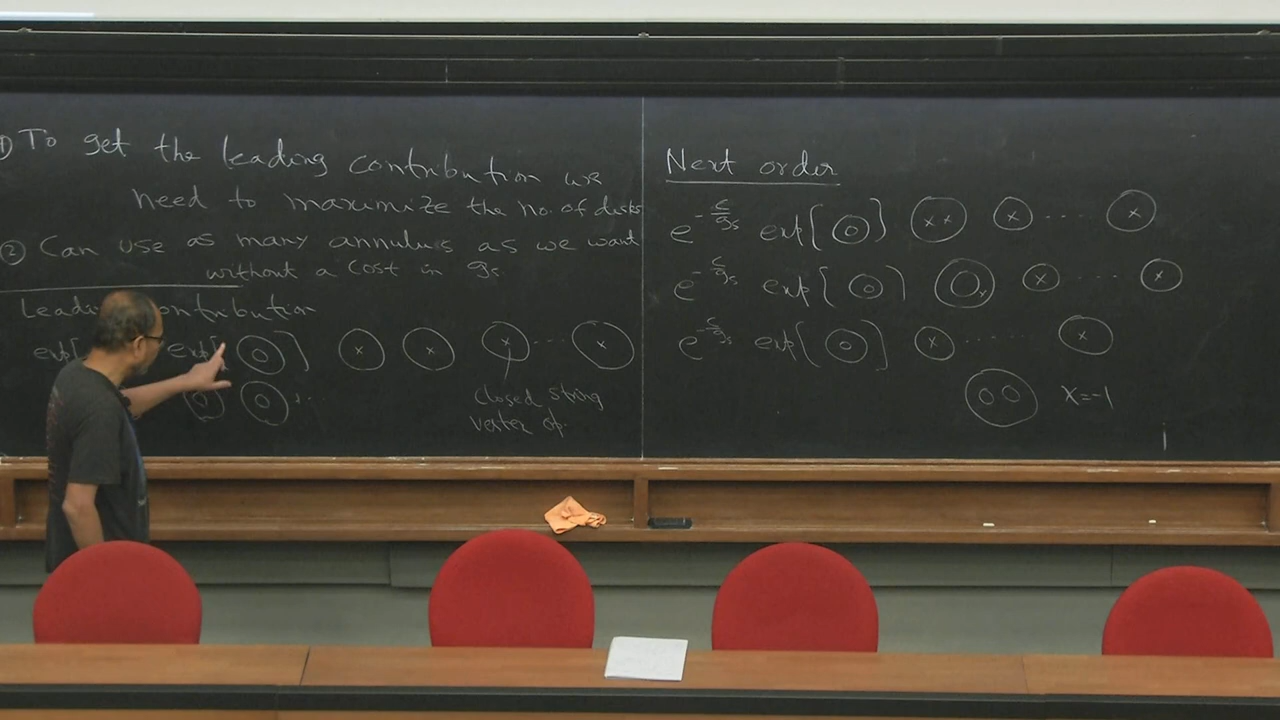 ① To get the leading contribution we
need to maximize the no. of disks
② Can use as many annulus as we want
without a cost in gs
Leading contribution
exp[ exp[ ] × × × ... ×
...
closed string
vertex op.
Next order
e^{-c/gs} exp[ ] ×× × .... ×
e^{-c/gs} exp[ ] × × .... ×
e^{-c/gs} exp[ ] × ...... ×
χ=-1